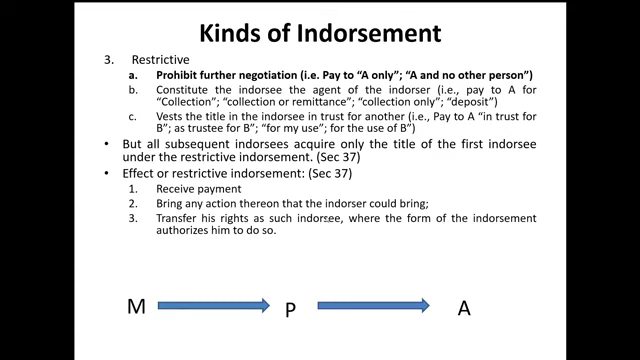 Kinds of Indorsement
3. Restrictive
a. Prohibit further negotiation (i.e. Pay to “A only”; “A and no other person”)
b. Constitute the indorsee the agent of the indorser (i.e., pay to A for
“Collection”; “collection or remittance”; “collection only”; “deposit”)
c. Vests the title in the indorsee in trust for another (i.e., Pay to A “in trust for
B”; as trustee for B”; “for my use”; for the use of B”)
• But all subsequent indorsees acquire only the title of the first indorsee
under the restrictive indorsement. (Sec 37)
• Effect or restrictive indorsement: (Sec 37)
1. Receive payment
2. Bring any action thereon that the indorser could bring;
3. Transfer his rights as such indorsee, where the form of the indorsement
authorizes him to do so.
M P A